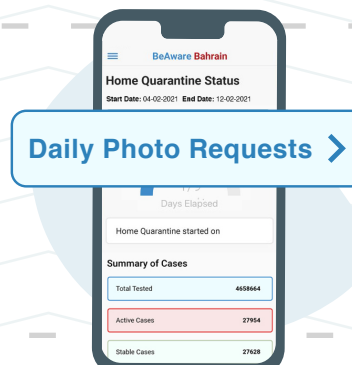 BeAware Bahrain
Home Quarantine Status
Start Date: 04-02-2021 End Date: 12-02-2021
Daily Photo Requests
Days Elapsed
Home Quarantine started on
Summary of Cases
Total Tested 4658664
Active Cases 27954
Stable Cases 27628